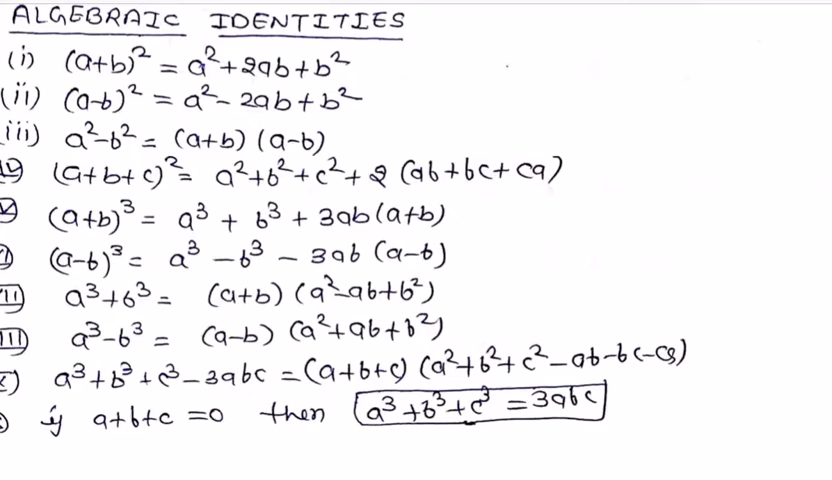 ALGEBRAIC IDENTITIES
(i) (a+b)² = a²+2ab+b²
(ii) (a-b)² = a²-2ab+b²
iii) a²-b² = (a+b) (a-b)
(a+b+c)² = a²+b²+c²+2 (ab+bc+ca)
(a+b)³ = a³ + b³ + 3ab(a+b)
(a-b)³ = a³ - b³ - 3ab (a-b)
a³+b³ = (a+b) (a²-ab+b²)
a³-b³ = (a-b) (a²+ab+b²)
a³+b³+c³-3abc = (a+b+c) (a²+b²+c²-ab-bc-ca)
if a+b+c =0 then a³+b³+c³ = 3abc